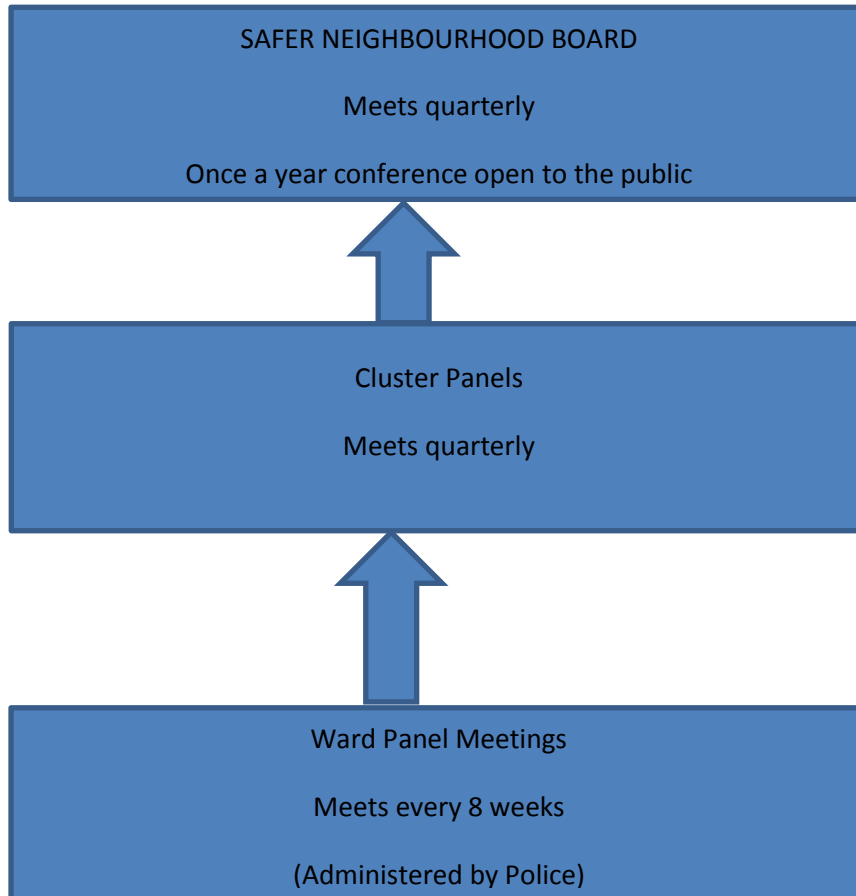 SAFER NEIGHBOURHOOD BOARD
Meets quarterly
Once a year conference open to the public
Cluster Panels
Meets quarterly
Ward Panel Meetings
Meets every 8 weeks
(Administered by Police)